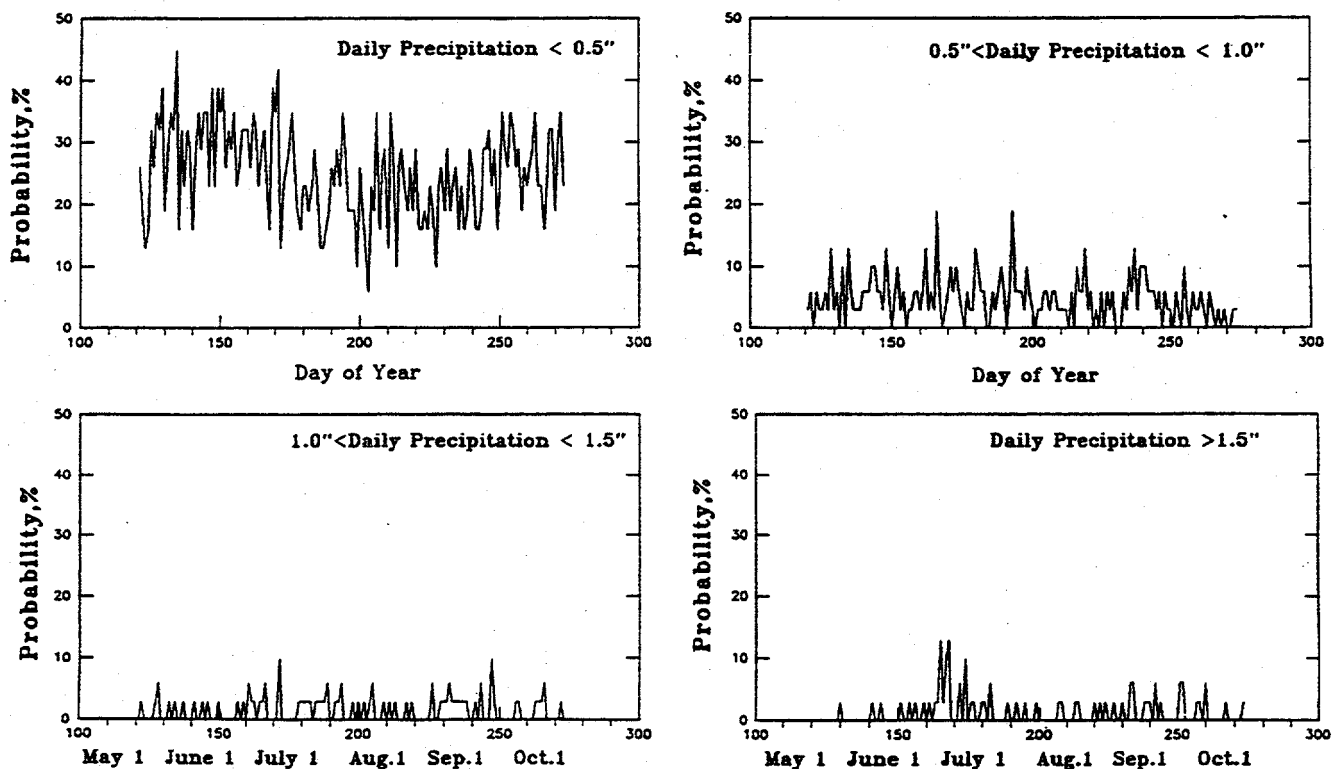 50
40
30
20
10
0
Probability,%
Daily Precipitation < 0.5"
100 150 200 250 300
Day of Year
50
40
30
20
10
0
Probability,%
0.5"<Daily Precipitation < 1.0"
100 150 200 250 300
Day of Year
50
40
30
20
10
0
Probability,%
1.0"<Daily Precipitation < 1.5"
100 150 200 250 300
May 1 June 1 July 1 Aug.1 Sep.1 Oct.1
50
40
30
20
10
0
Probability,%
Daily Precipitation >1.5"
100 150 200 250 300
May 1 June 1 July 1 Aug.1 Sep.1 Oct.1